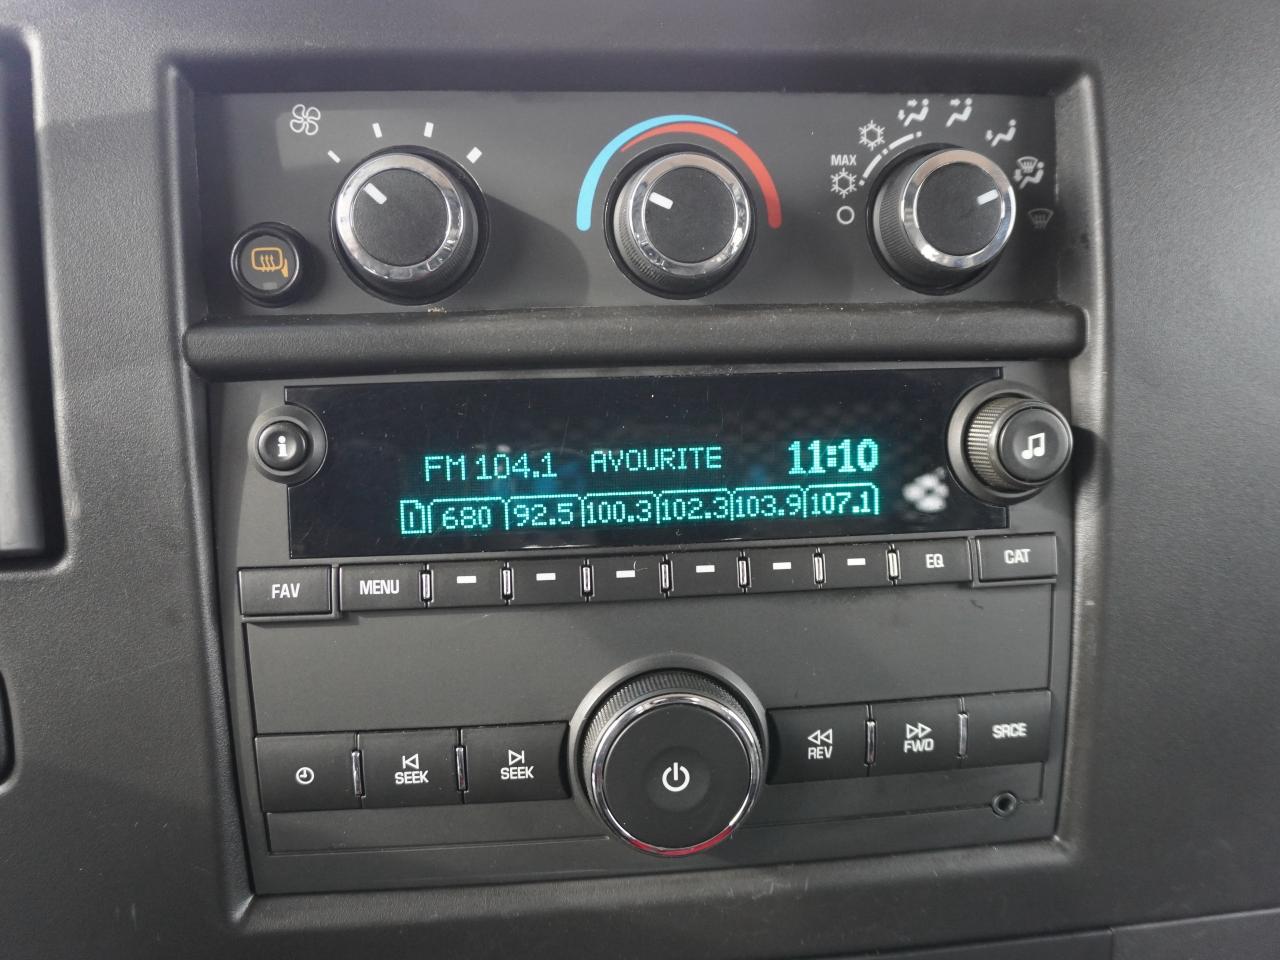 MAX
FM 104.1 AVOURITE 11:10
1 680 92.5 100.3 102.3 103.9 107.1
FAV MENU EQ CAT
SEEK SEEK REV FWD SRCE